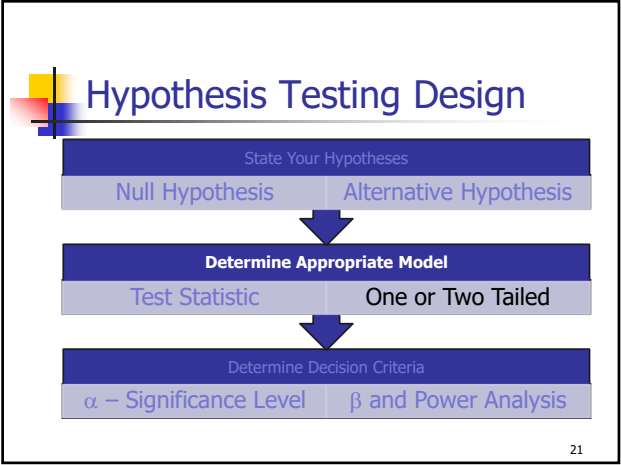 Hypothesis Testing Design
State Your Hypotheses
Null Hypothesis Alternative Hypothesis
Determine Appropriate Model
Test Statistic One or Two Tailed
Determine Decision Criteria
α – Significance Level β and Power Analysis
21